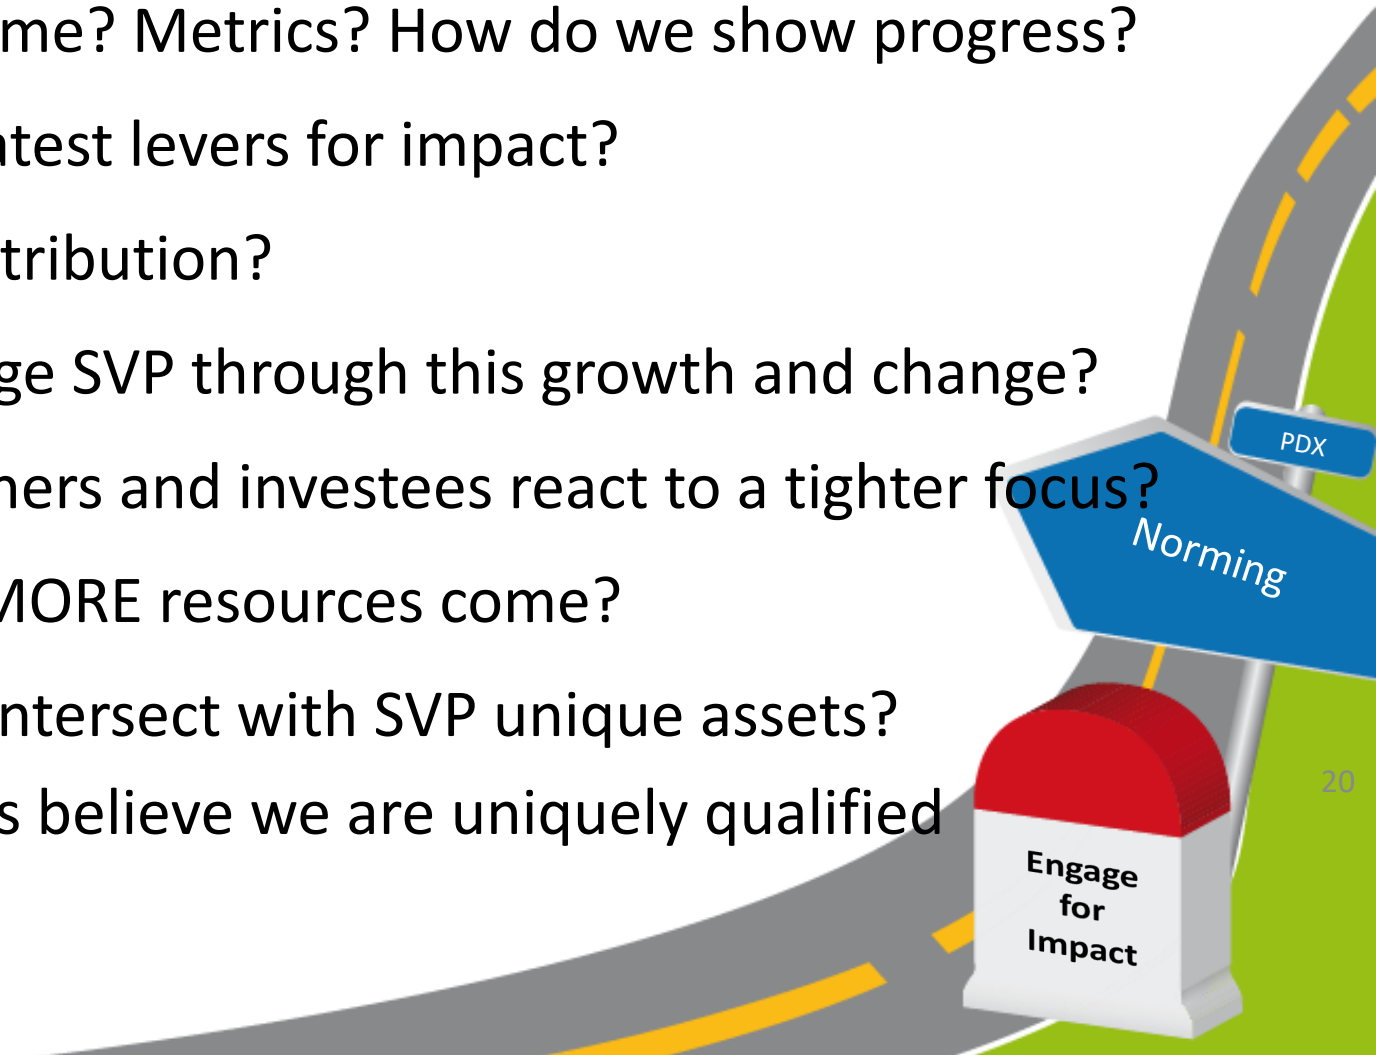 me? Metrics? How do we show progress?
test levers for impact?
tribution?
ge SVP through this growth and change?
PDX
ners and investees react to a tighter focus?
Norming
MORE resources come?
ntersect with SVP unique assets?
20
s believe we are uniquely qualified
Engage
for
Impact